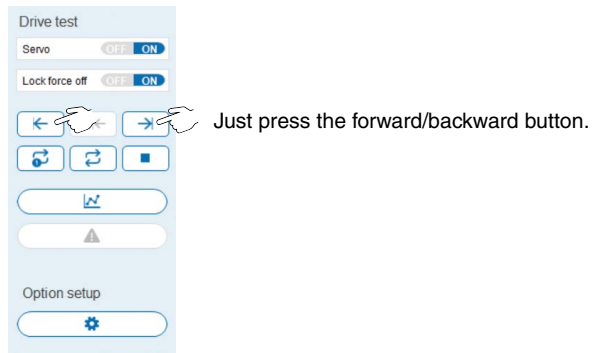 Drive test
Servo OFF ON
Lock force off OFF ON
Just press the forward/backward button.
Option setup